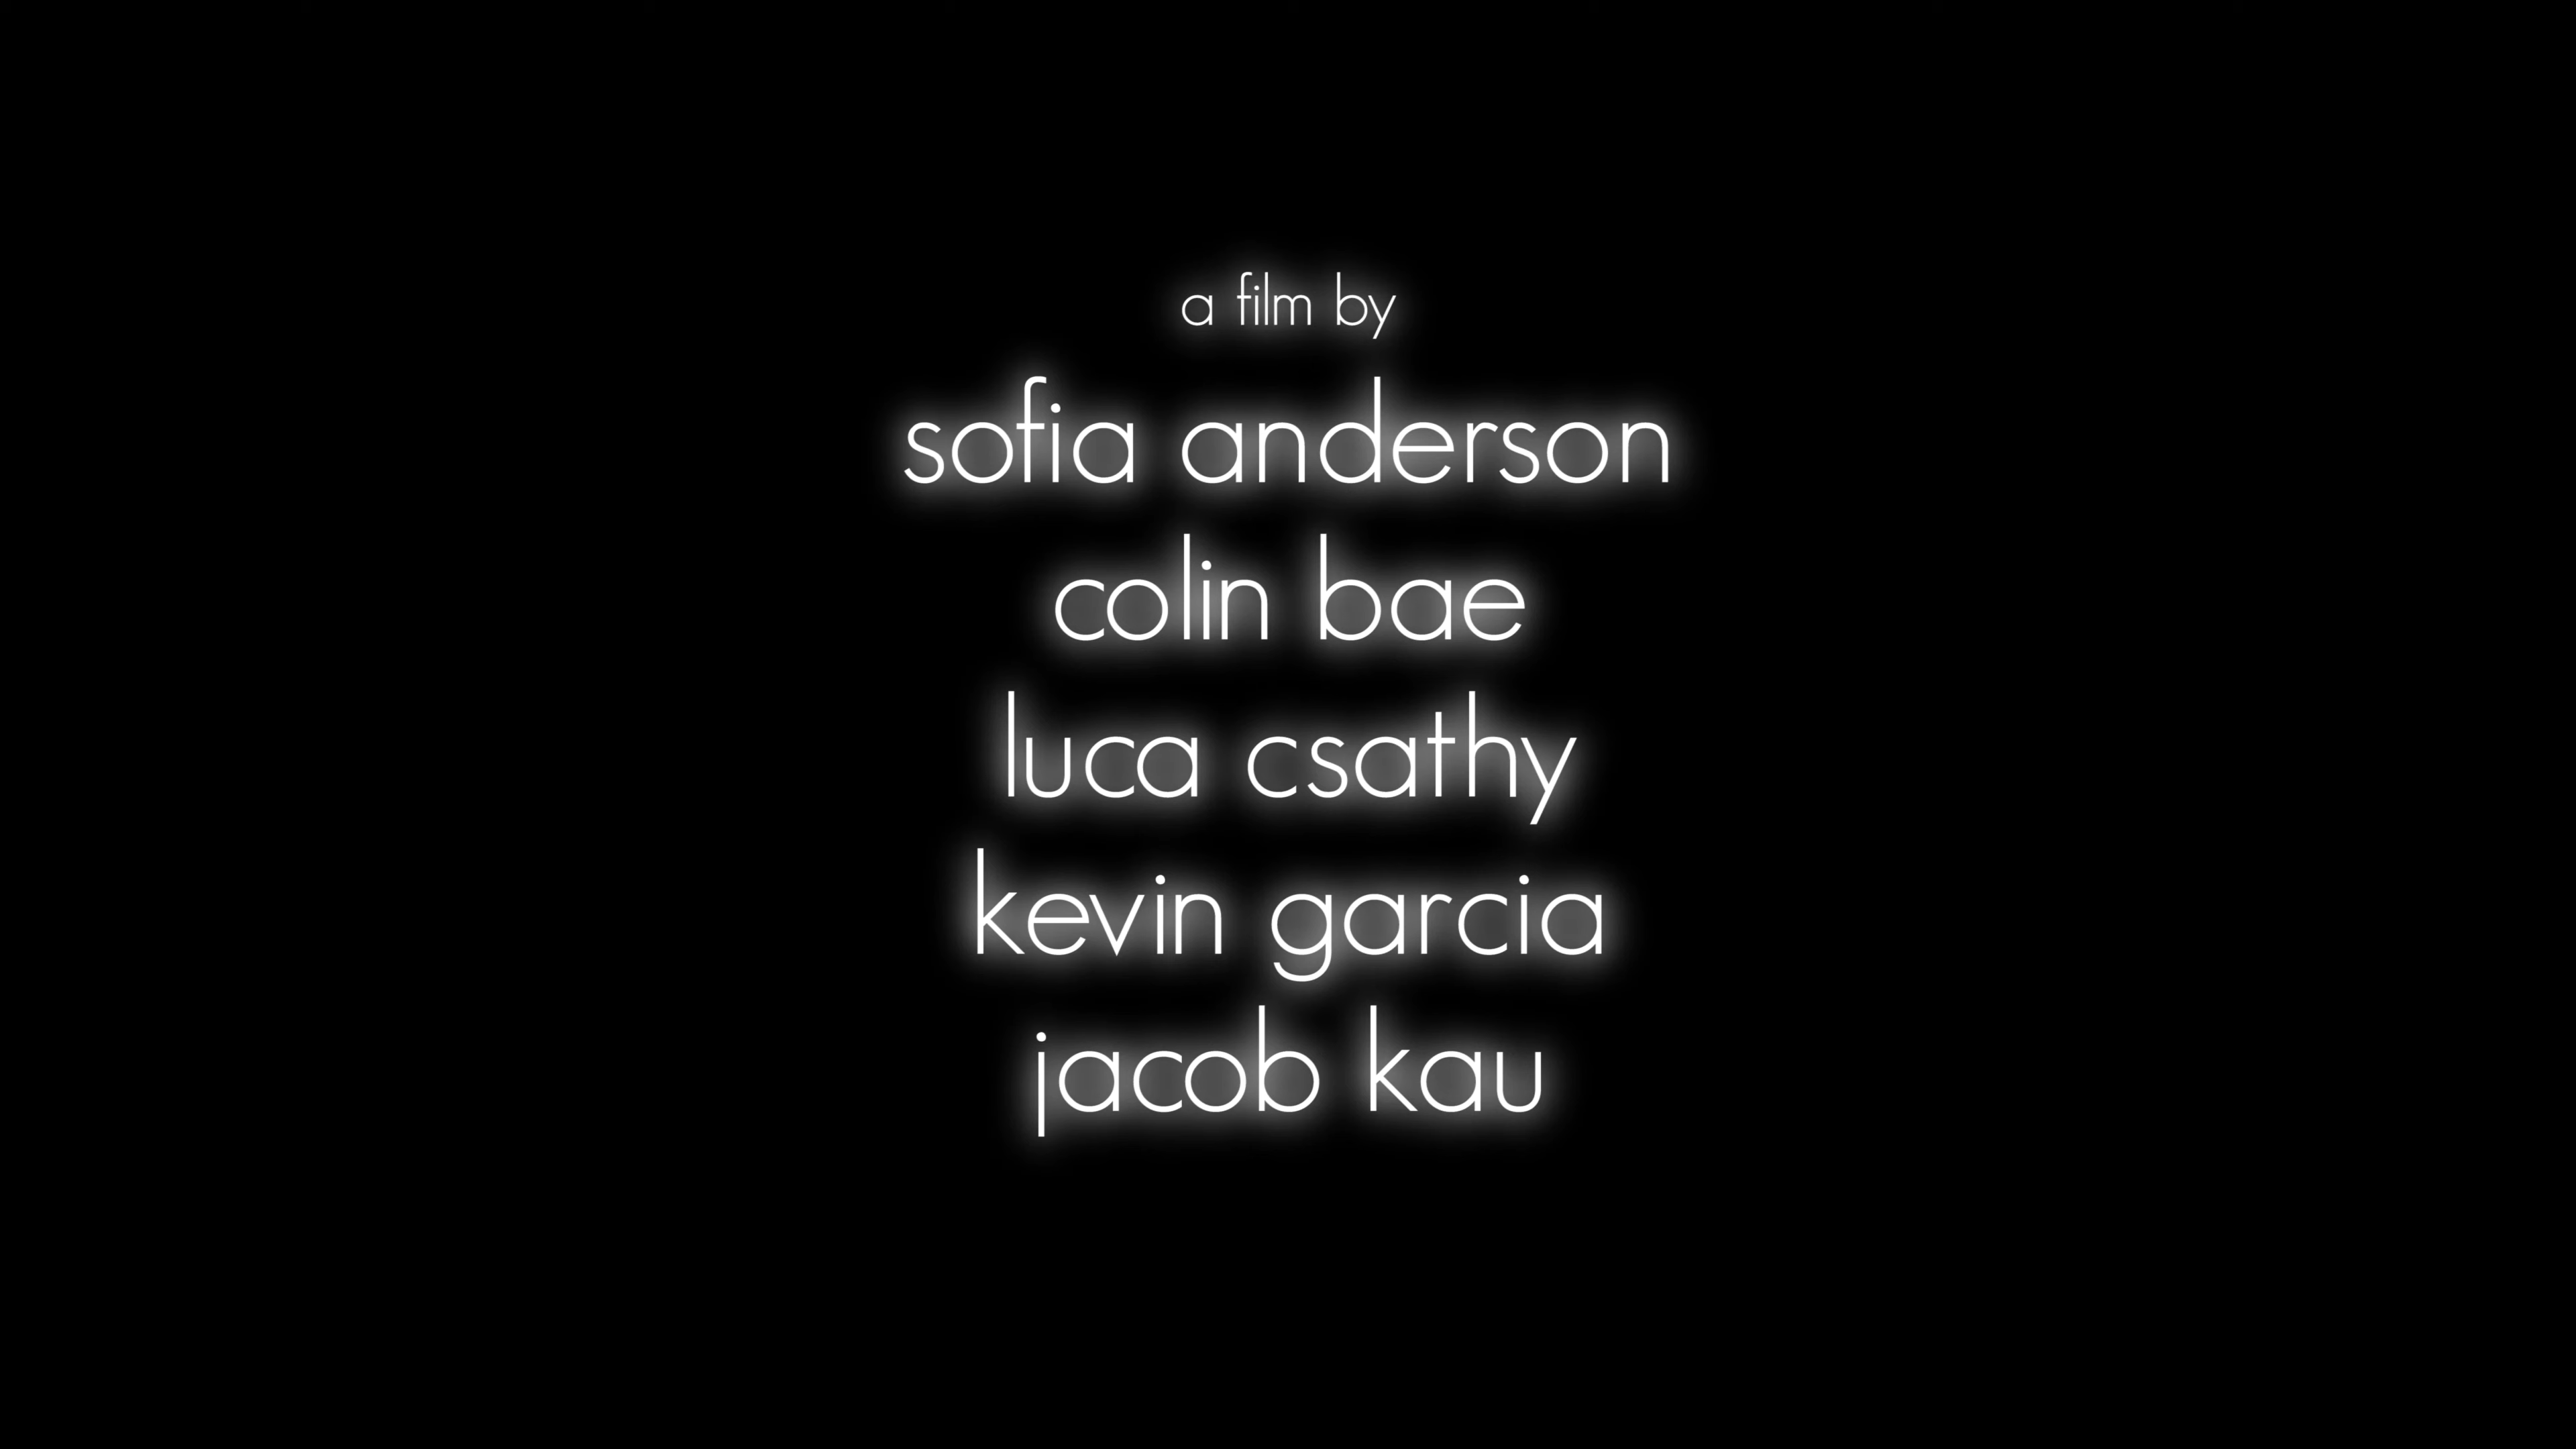 a film by
sofia anderson
colin bae
luca csathy
kevin garcia
jacob kau